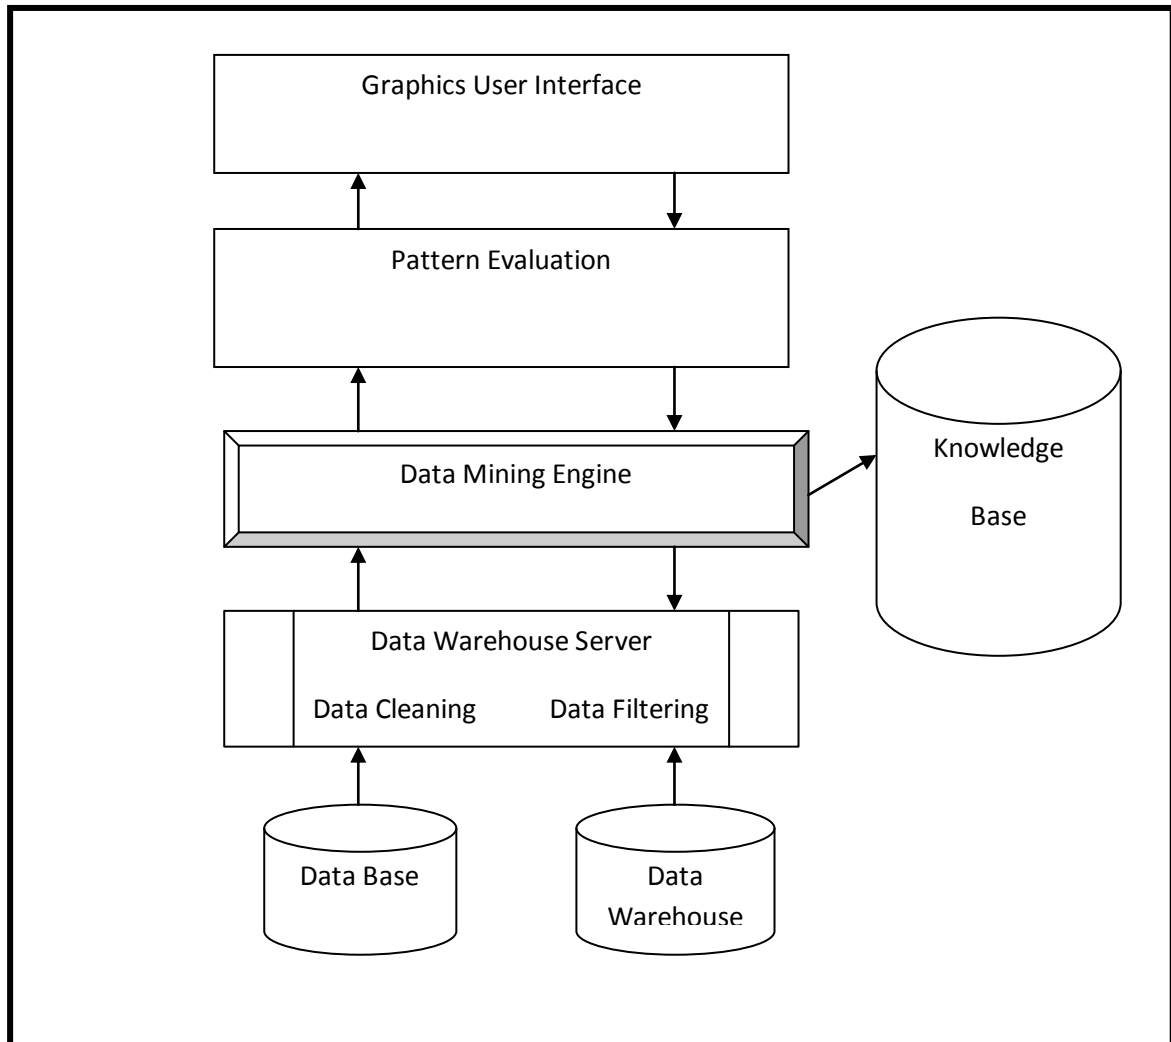 Graphics User Interface
Pattern Evaluation
Data Mining Engine
Knowledge
Base
Data Warehouse Server
Data Cleaning Data Filtering
Data Base
Data
Warehouse